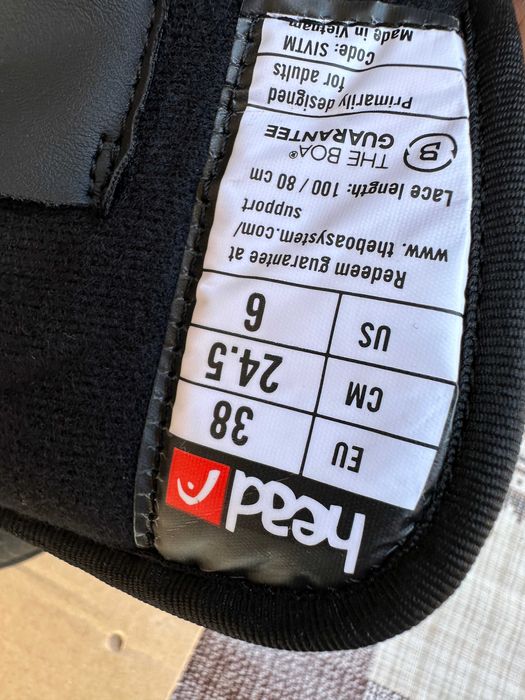 head
EU 38
CM 24.5
US 6
Redeem guarantee at
www. theboasystem.com/
support
Lace length: 100 / 80 cm
B
THE BOA®
GUARANTEE
Primarily designed
for adults
Code: SIVTM
Made in Vietnam